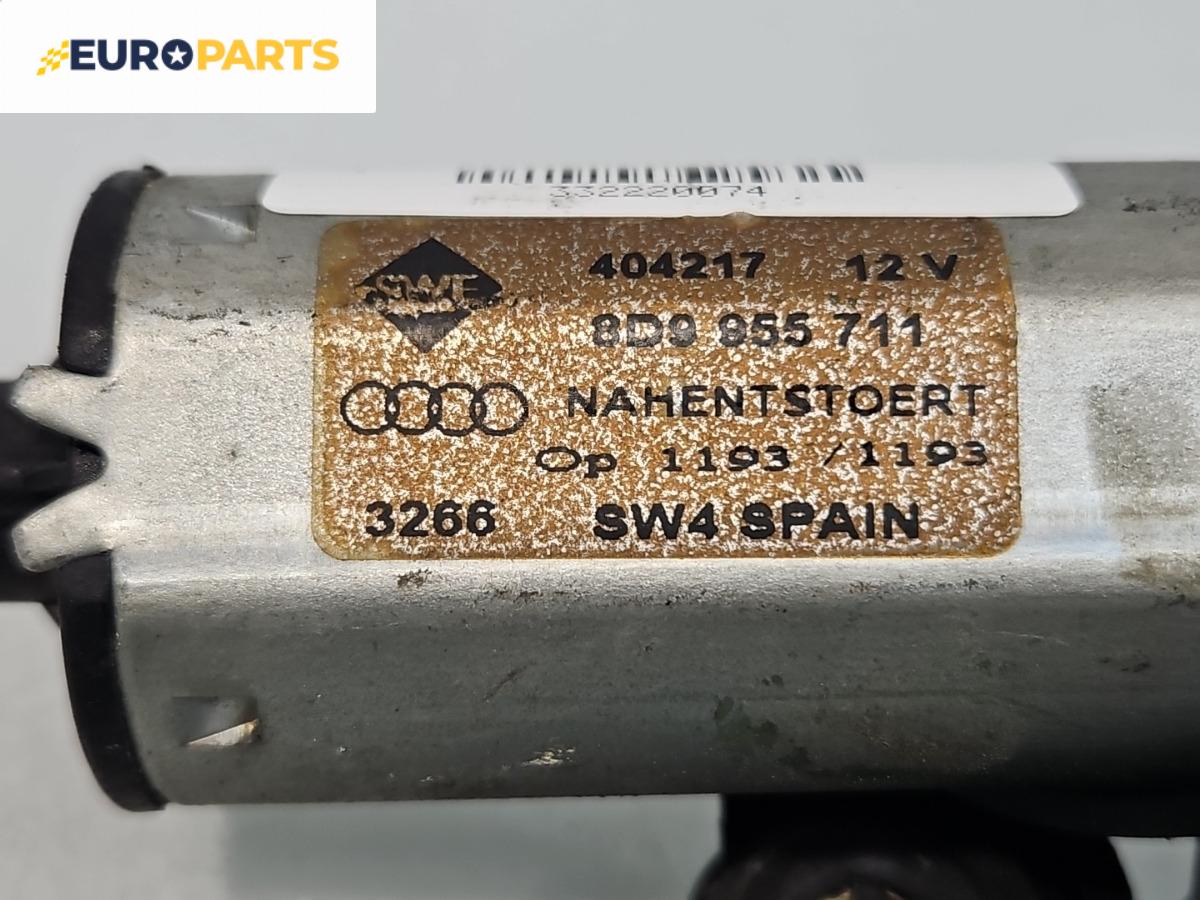 EUROPARTS
332220074
SWF
404217 12 V
8D9 955 711
NAHENTSTOERT
Op 1193 / 1193
3266 SW4 SPAIN